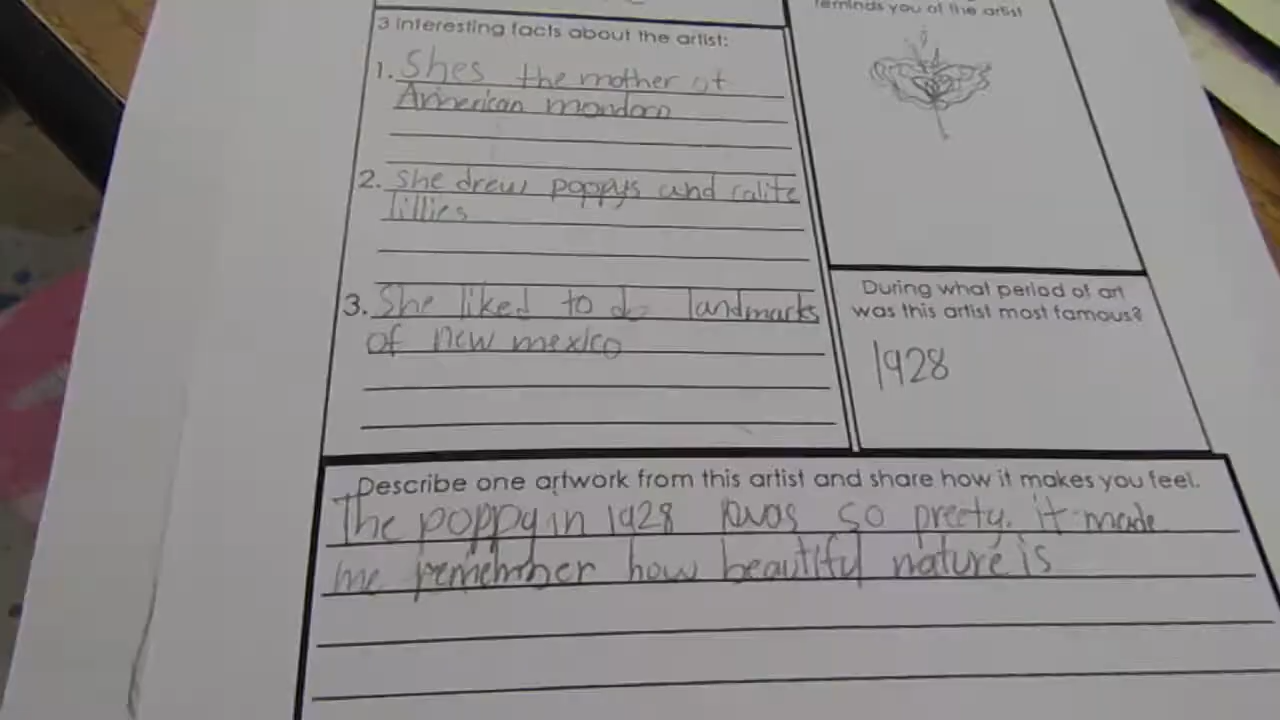 reminds you of the artist
3 interesting facts about the artist:
1. Shes the mother of
American mondarn
2. She drew poppys and calite
lillies
3. She liked to do landmarks
of new mexico
During what period of art
was this artist most famous?
1928
Describe one artwork from this artist and share how it makes you feel.
The poppy in 1928 was so preety. it made
me remember how beautiful nature is